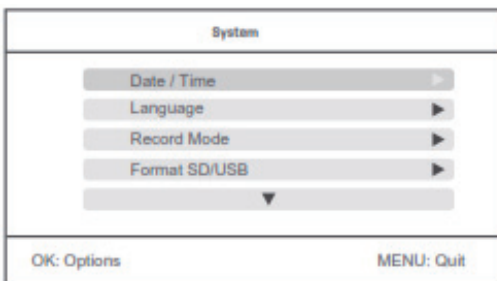 System
Date / Time
Language
Record Mode
Format SD/USB
OK: Options MENU: Quit